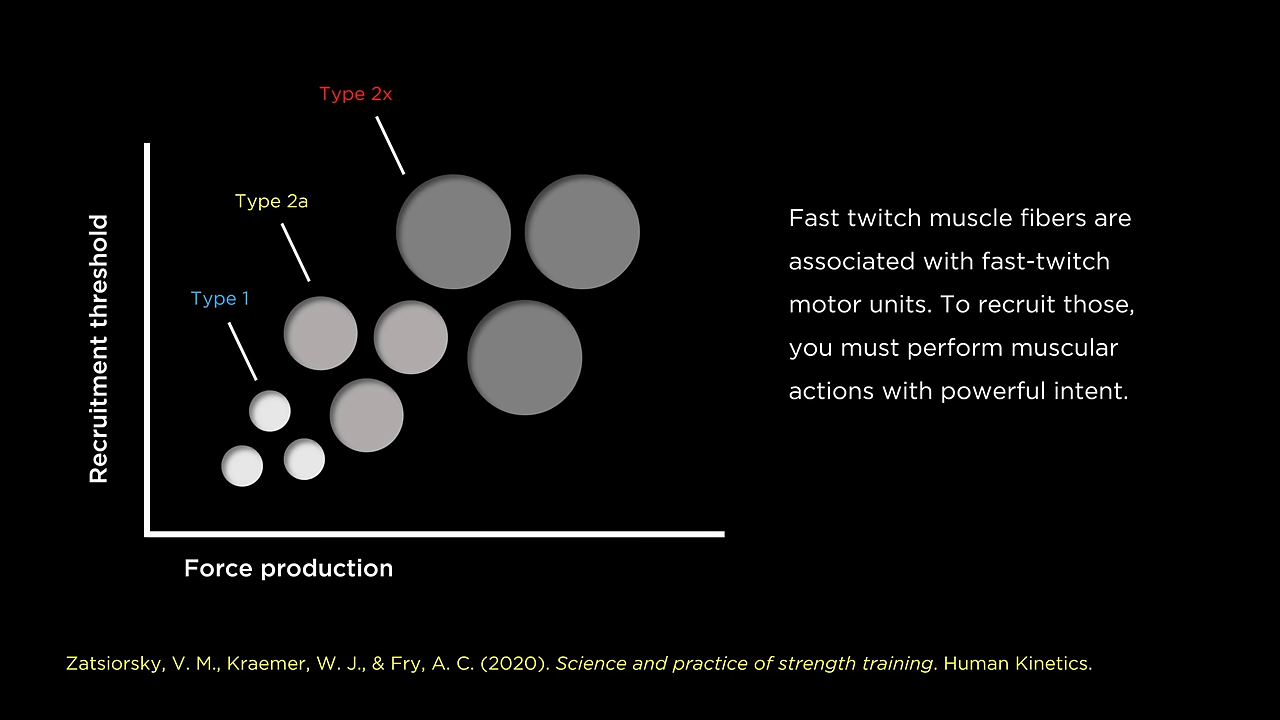 Type 2x
Type 2a
Type 1
Recruitment threshold
Force production
Fast twitch muscle fibers are
associated with fast-twitch
motor units. To recruit those,
you must perform muscular
actions with powerful intent.
Zatsiorsky, V. M., Kraemer, W. J., & Fry, A. C. (2020). Science and practice of strength training. Human Kinetics.